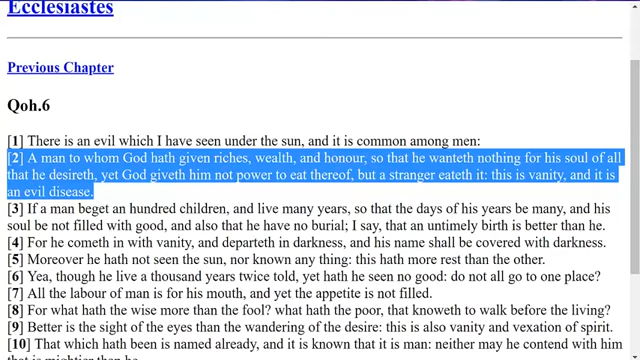 Ecclesiastes
Previous Chapter
Qoh.6
[1] There is an evil which I have seen under the sun, and it is common among men:
[2] A man to whom God hath given riches, wealth, and honour, so that he wanteth nothing for his soul of all
that he desireth, yet God giveth him not power to eat thereof, but a stranger eateth it: this is vanity, and it is
an evil disease.
[3] If a man beget an hundred children, and live many years, so that the days of his years be many, and his
soul be not filled with good, and also that he have no burial; I say, that an untimely birth is better than he.
[4] For he cometh in with vanity, and departeth in darkness, and his name shall be covered with darkness.
[5] Moreover he hath not seen the sun, nor known any thing: this hath more rest than the other.
[6] Yea, though he live a thousand years twice told, yet hath he seen no good: do not all go to one place?
[7] All the labour of man is for his mouth, and yet the appetite is not filled.
[8] For what hath the wise more than the fool? what hath the poor, that knoweth to walk before the living?
[9] Better is the sight of the eyes than the wandering of the desire: this is also vanity and vexation of spirit.
[10] That which hath been is named already, and it is known that it is man: neither may he contend with him
that is mightier than he.